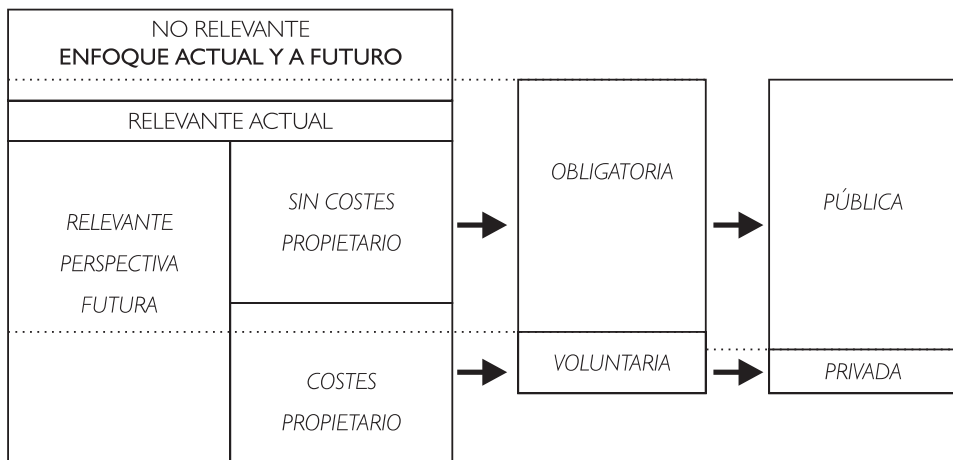 NO RELEVANTE
ENFOQUE ACTUAL Y A FUTURO
RELEVANTE ACTUAL
RELEVANTE
PERSPECTIVA
FUTURA
SIN COSTES
PROPIETARIO
COSTES
PROPIETARIO
OBLIGATORIA
VOLUNTARIA
PÚBLICA
PRIVADA